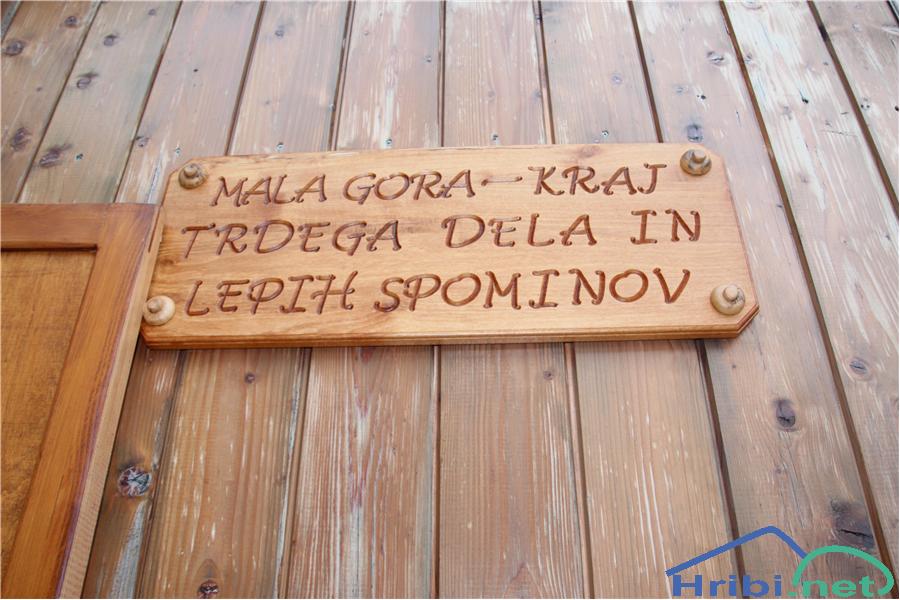 MALA GORA – KRAJ
TRDEGA DELA IN
LEPIH SPOMINOV
Hribi.net